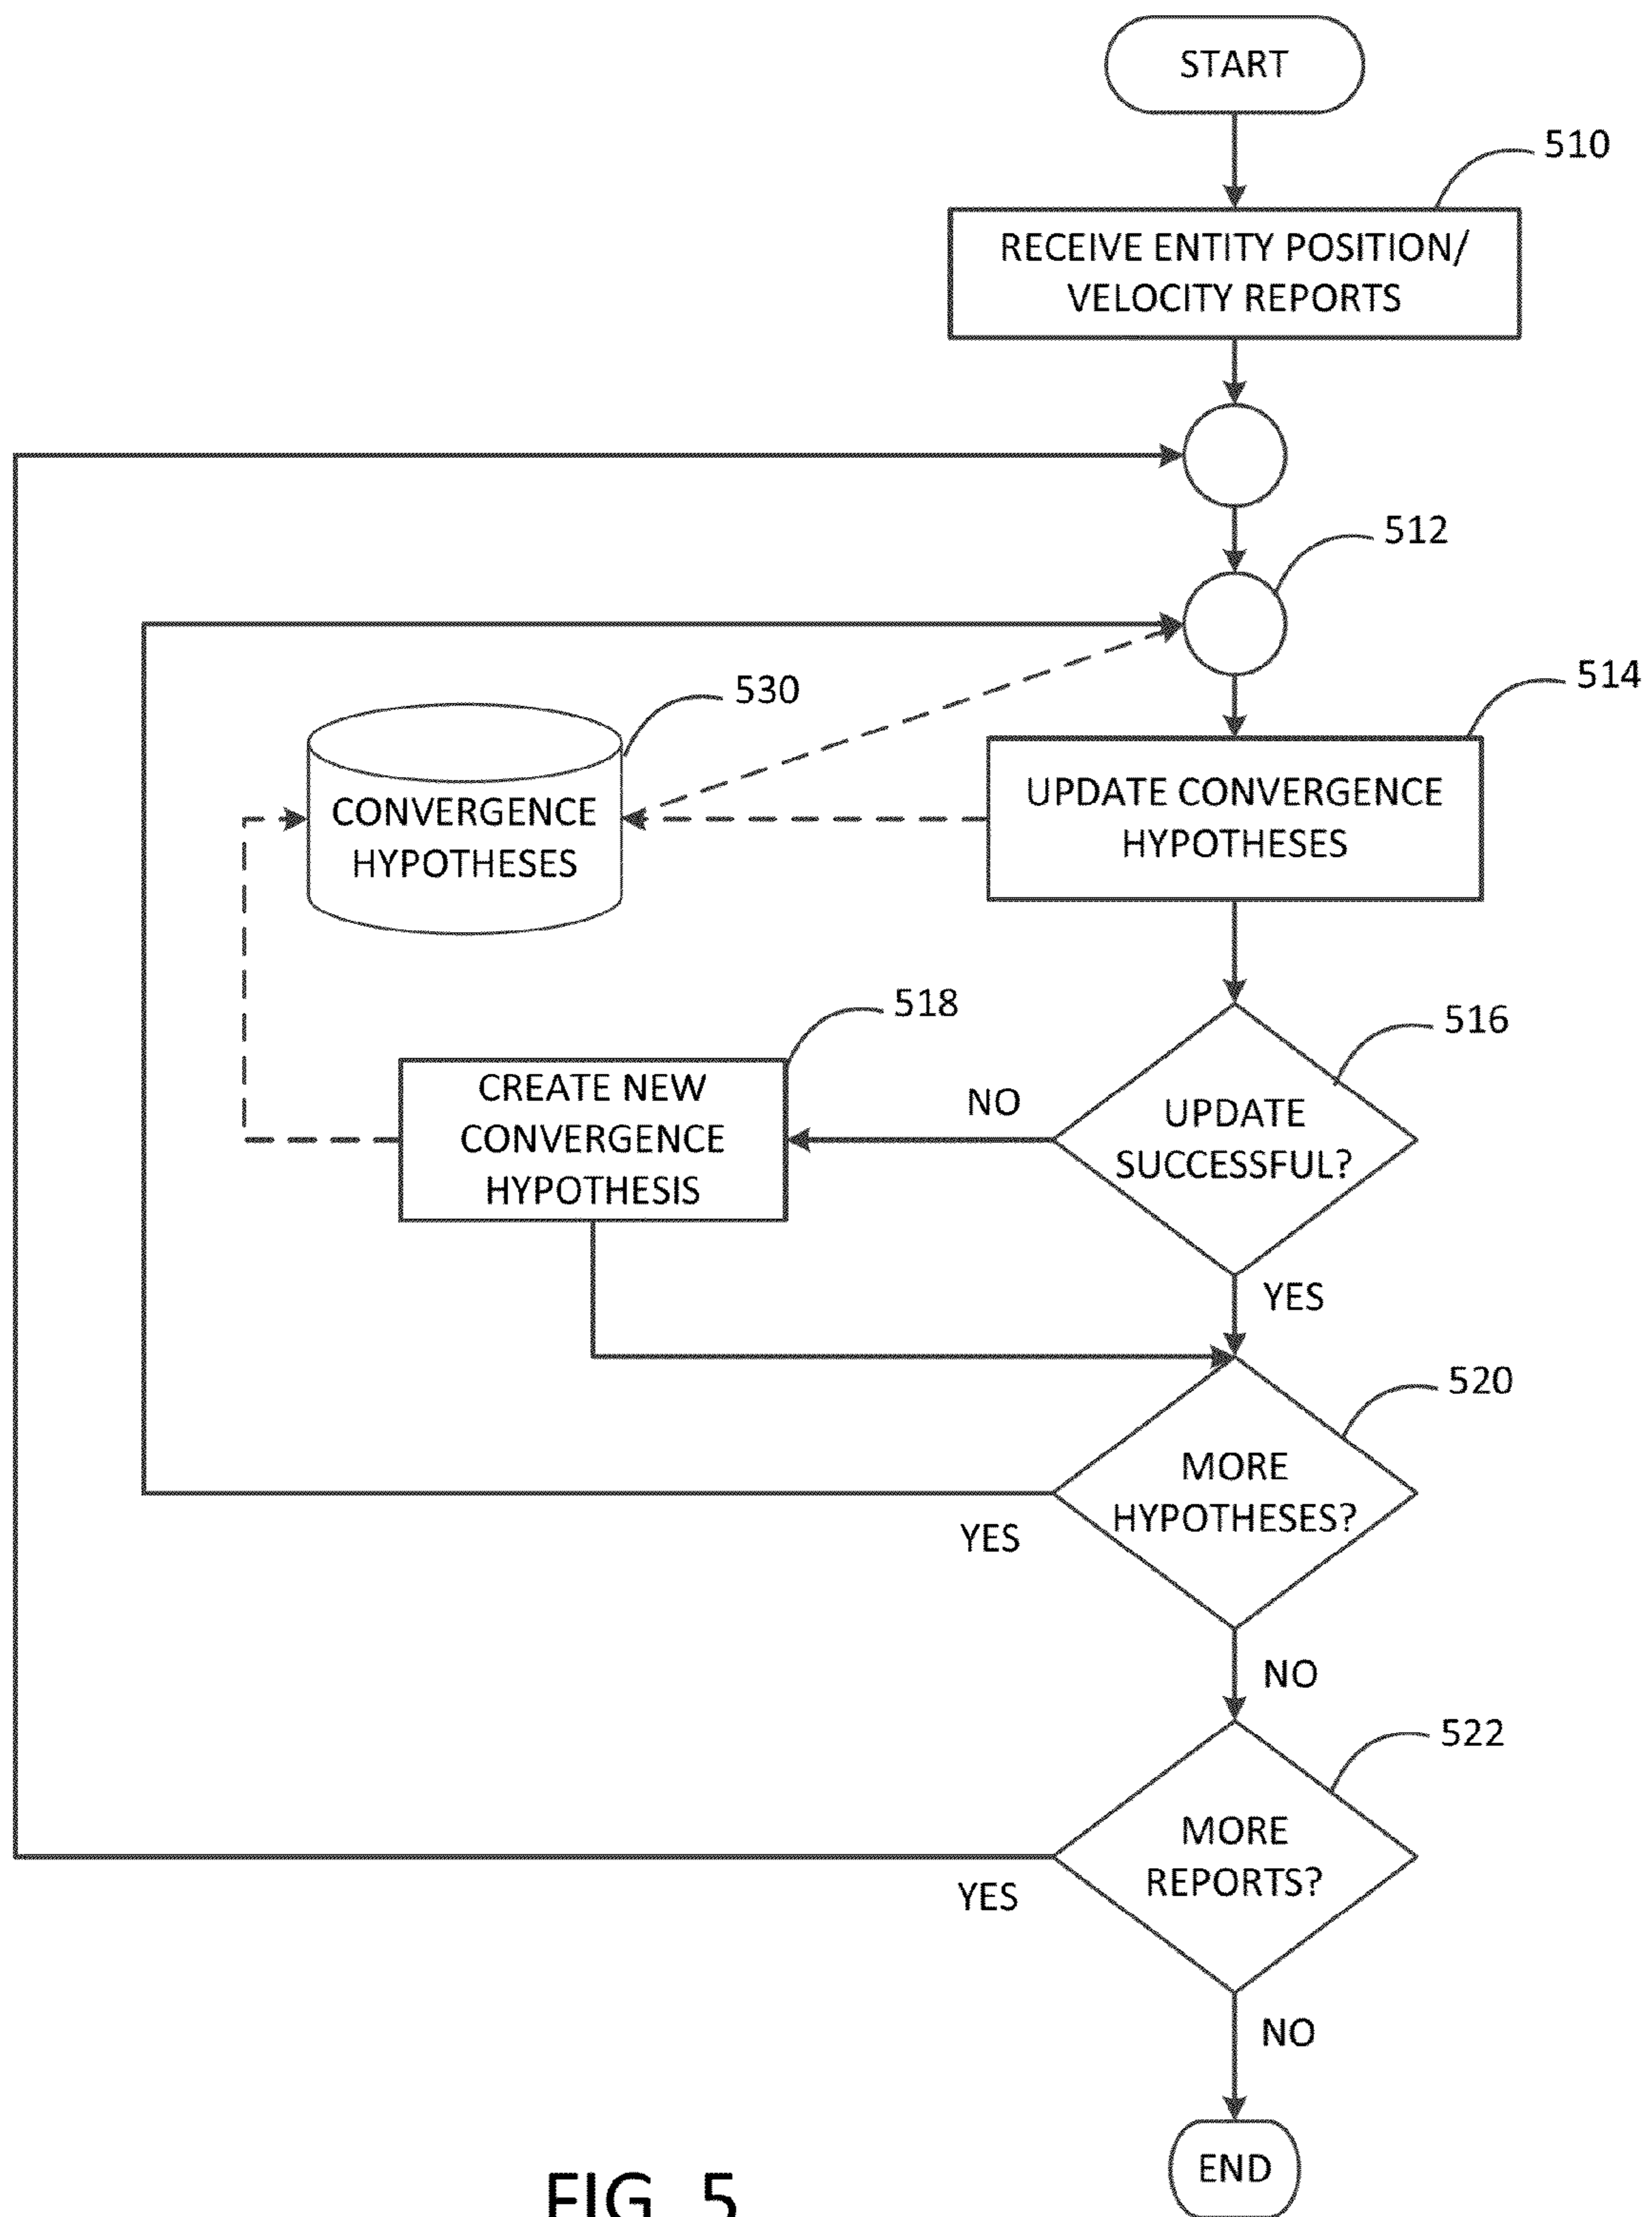 START
510
RECEIVE ENTITY POSITION/
VELOCITY REPORTS
512
514
530
UPDATE CONVERGENCE
HYPOTHESES
CONVERGENCE
HYPOTHESES
518
516
CREATE NEW
CONVERGENCE
HYPOTHESIS
NO
UPDATE
SUCCESSFUL?
YES
520
MORE
HYPOTHESES?
YES
NO
522
MORE
REPORTS?
YES
NO
END
FIG. 5